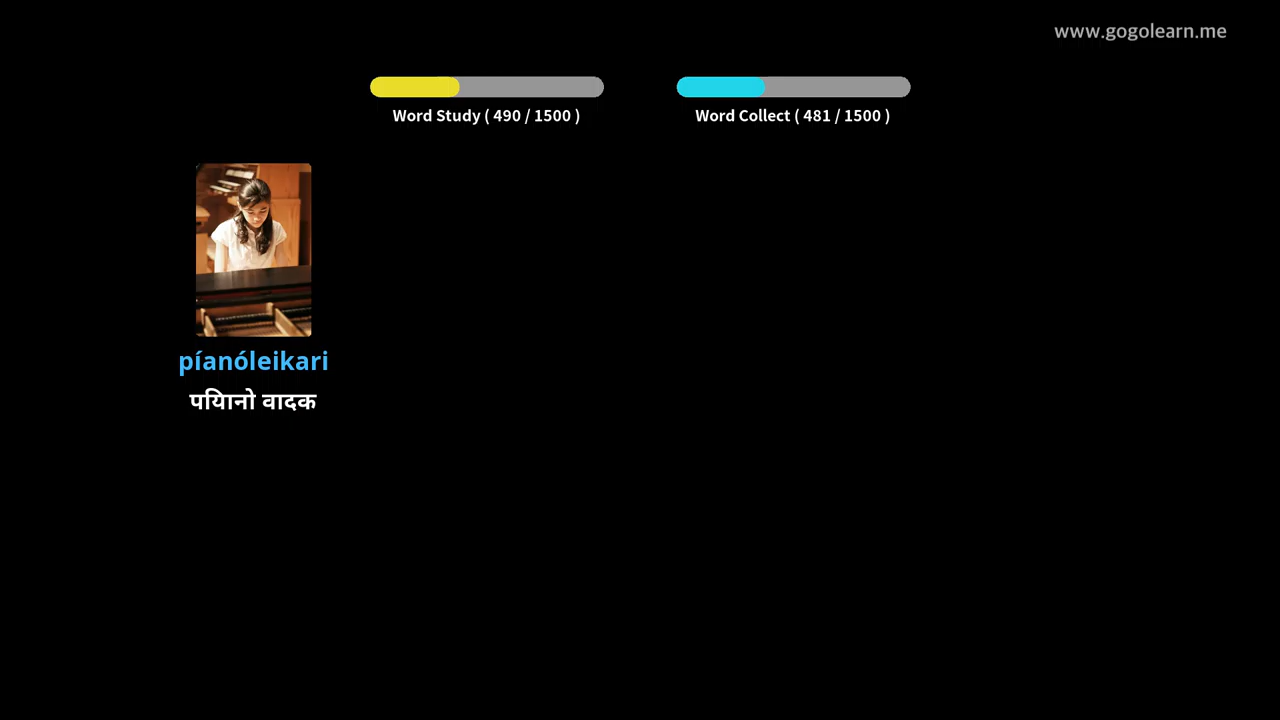 www.gogolearn.me
Word Study ( 490 / 1500 )
Word Collect ( 481 / 1500 )
píanóleikari
पियानो वादक